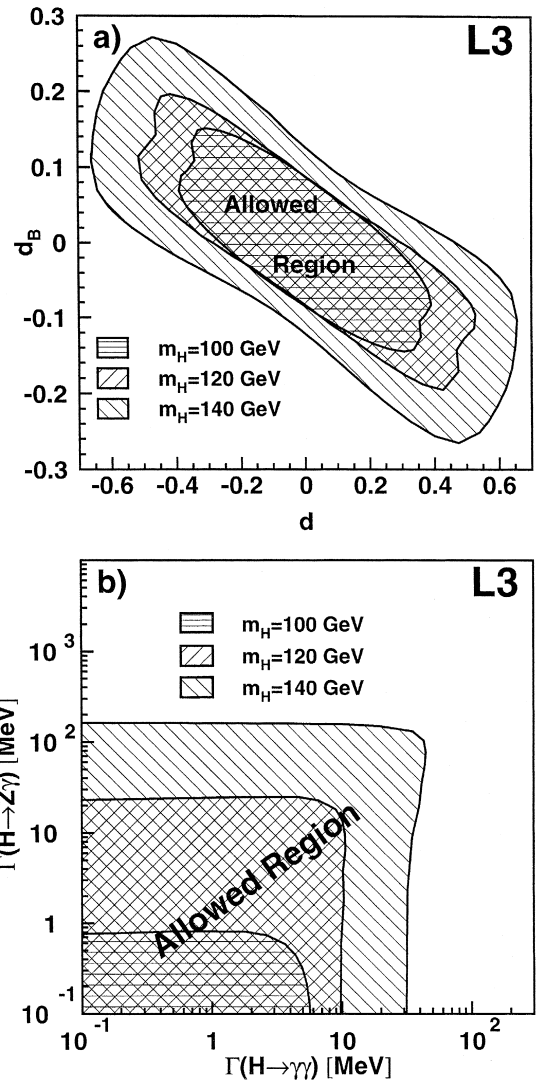 a)
L3
0.3
0.2
0.1
0
-0.1
-0.2
-0.3
d_B
Allowed
Region
m_H=100 GeV
m_H=120 GeV
m_H=140 GeV
-0.6 -0.4 -0.2 0 0.2 0.4 0.6
d
b)
L3
m_H=100 GeV
m_H=120 GeV
m_H=140 GeV
10^3
10^2
10
1
10^-1
Γ(H→Zγ) [MeV]
Allowed Region
10^-1 1 10 10^2
Γ(H→γγ) [MeV]